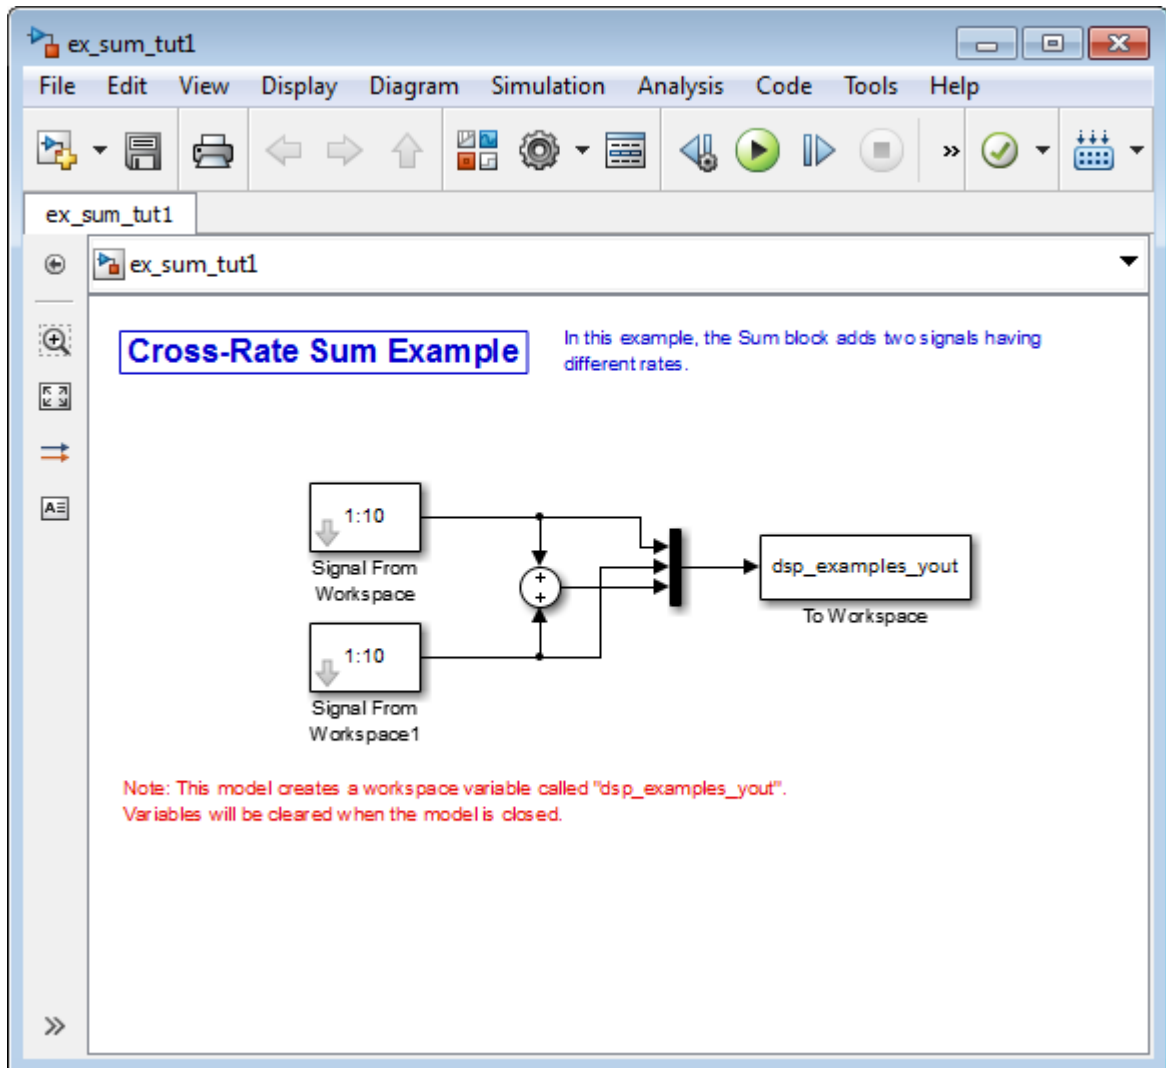 ex_sum_tut1
File Edit View Display Diagram Simulation Analysis Code Tools Help
ex_sum_tut1
ex_sum_tut1
Cross-Rate Sum Example
In this example, the Sum block adds two signals having
different rates.
1:10
Signal From
Workspace
+
+
dsp_examples_yout
To Workspace
1:10
Signal From
Workspace1
Note: This model creates a workspace variable called "dsp_examples_yout".
Variables will be cleared when the model is closed.